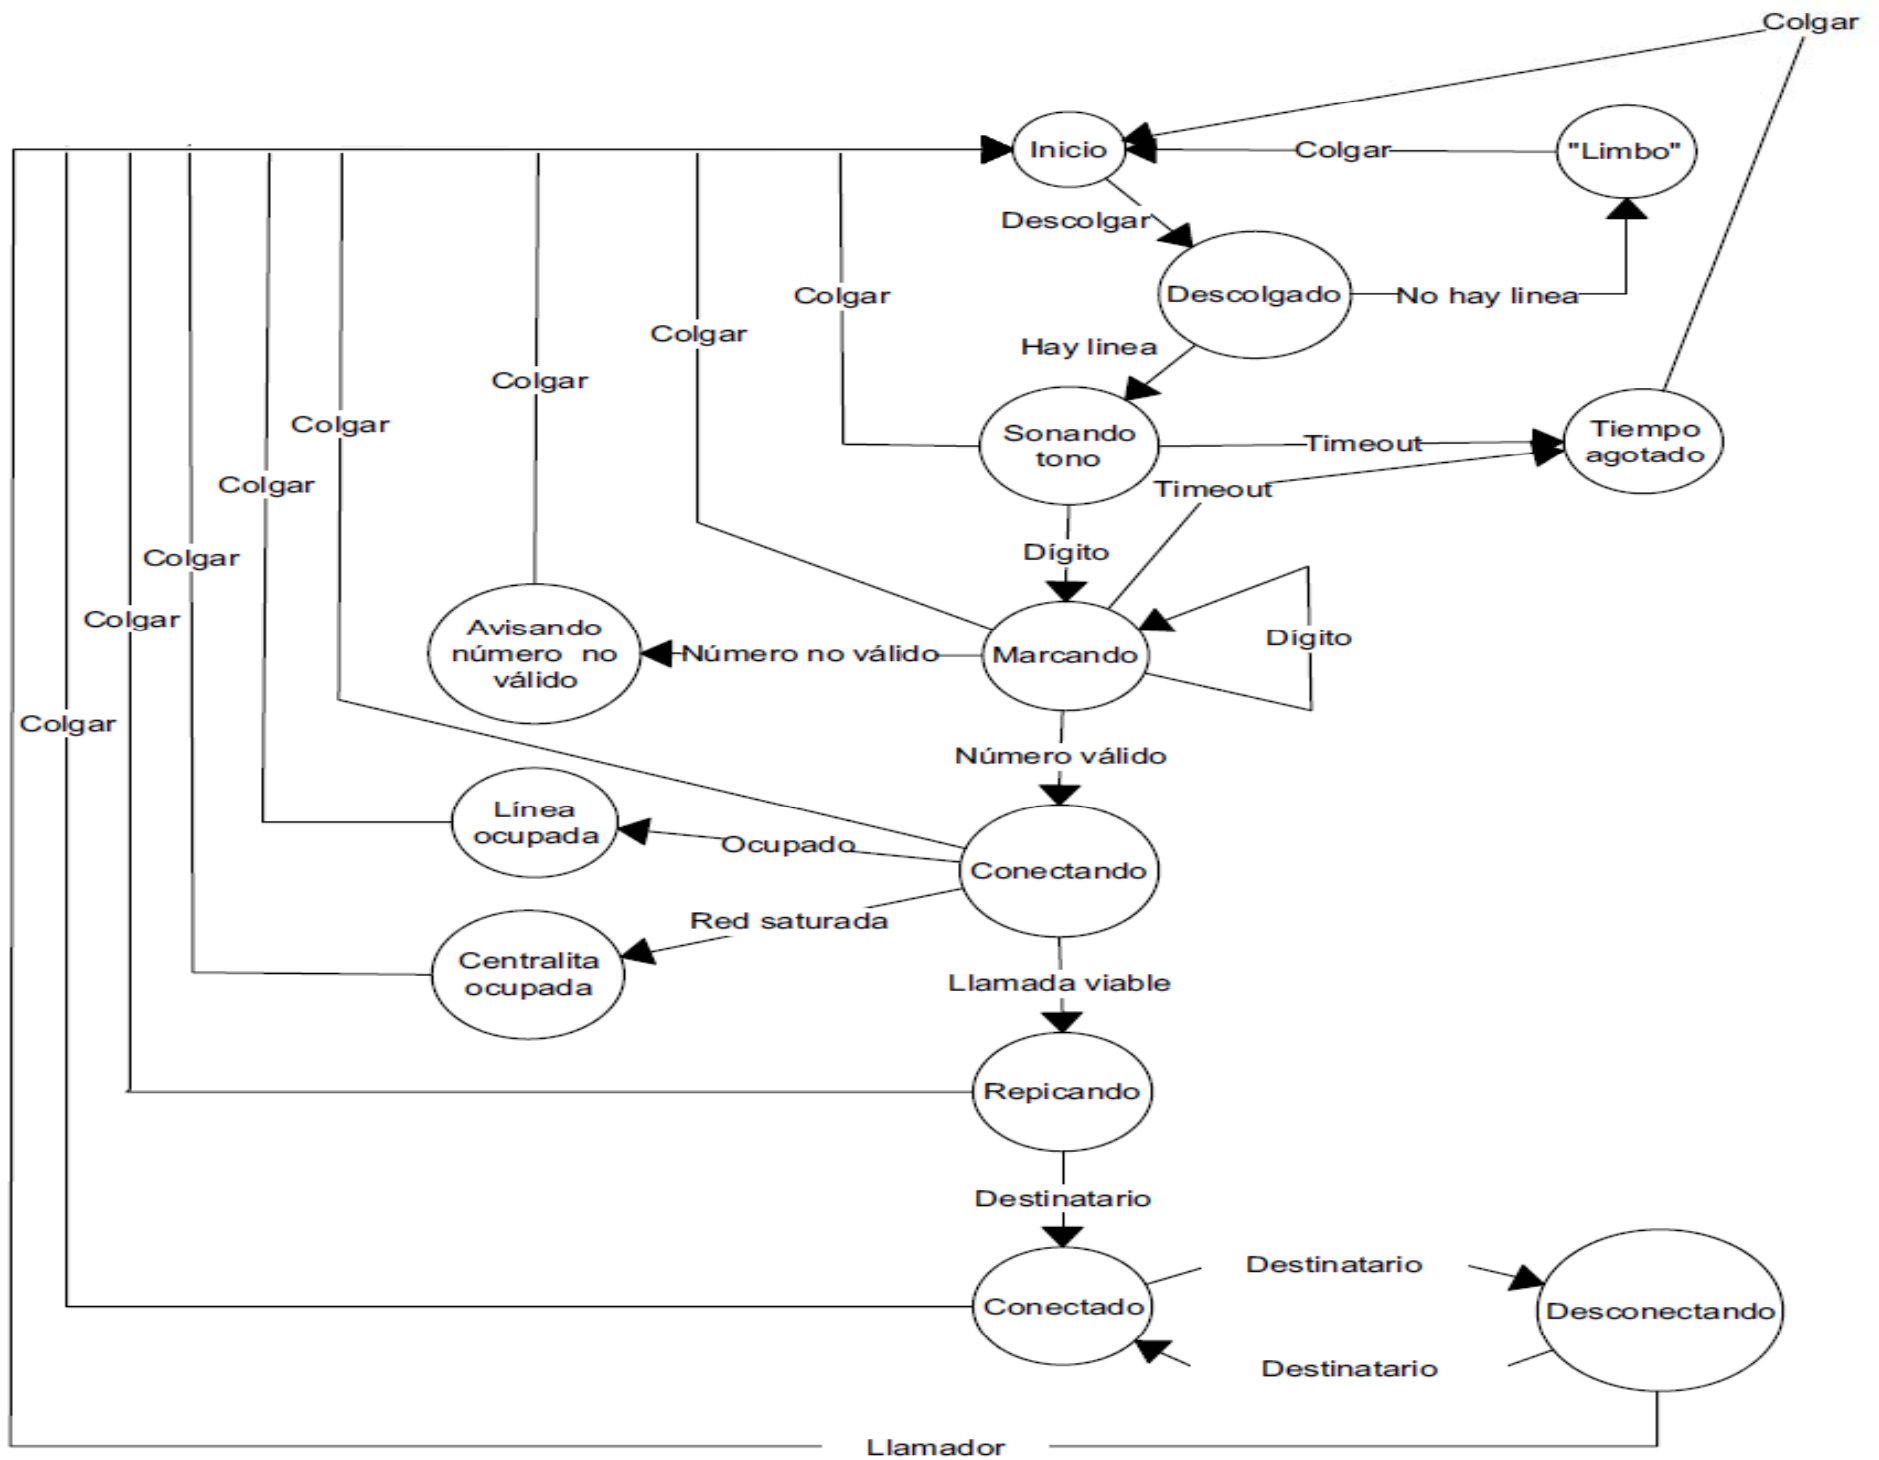 Colgar
Inicio
Colgar
"Limbo"
Descolgar
Descolgado
No hay linea
Colgar
Colgar
Hay linea
Colgar
Colgar
Sonando
tono
Timeout
Tiempo
agotado
Colgar
Timeout
Colgar
Dígito
Colgar
Avisando
número no
válido
Número no válido
Marcando
Dígito
Colgar
Número válido
Línea
ocupada
Ocupado
Conectando
Red saturada
Centralita
ocupada
Llamada viable
Repicando
Destinatario
Conectado
Destinatario
Desconectando
Destinatario
Llamador